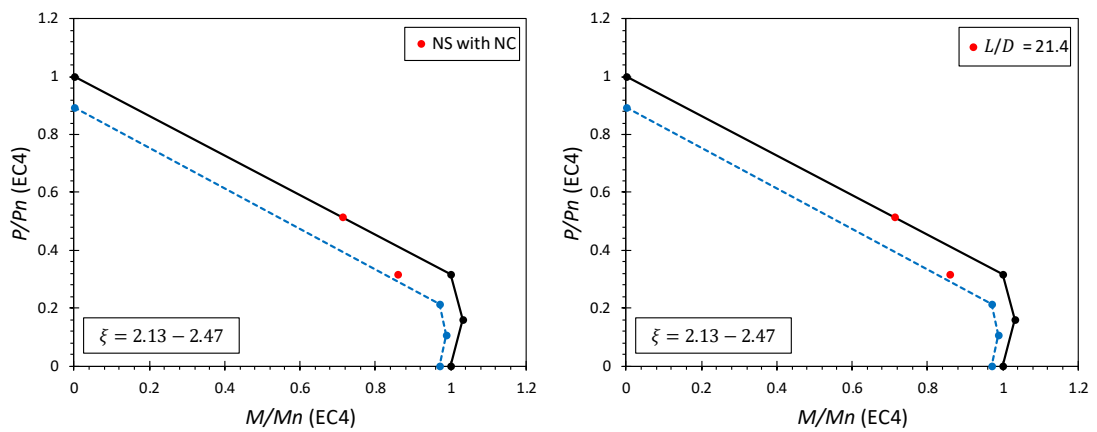 1.2
1
0.8
0.6
0.4
0.2
0
P/Pn (EC4)
NS with NC
ξ = 2.13 − 2.47
0 0.2 0.4 0.6 0.8 1 1.2
M/Mn (EC4)
1.2
1
0.8
0.6
0.4
0.2
0
P/Pn (EC4)
L/D = 21.4
ξ = 2.13 − 2.47
0 0.2 0.4 0.6 0.8 1 1.2
M/Mn (EC4)